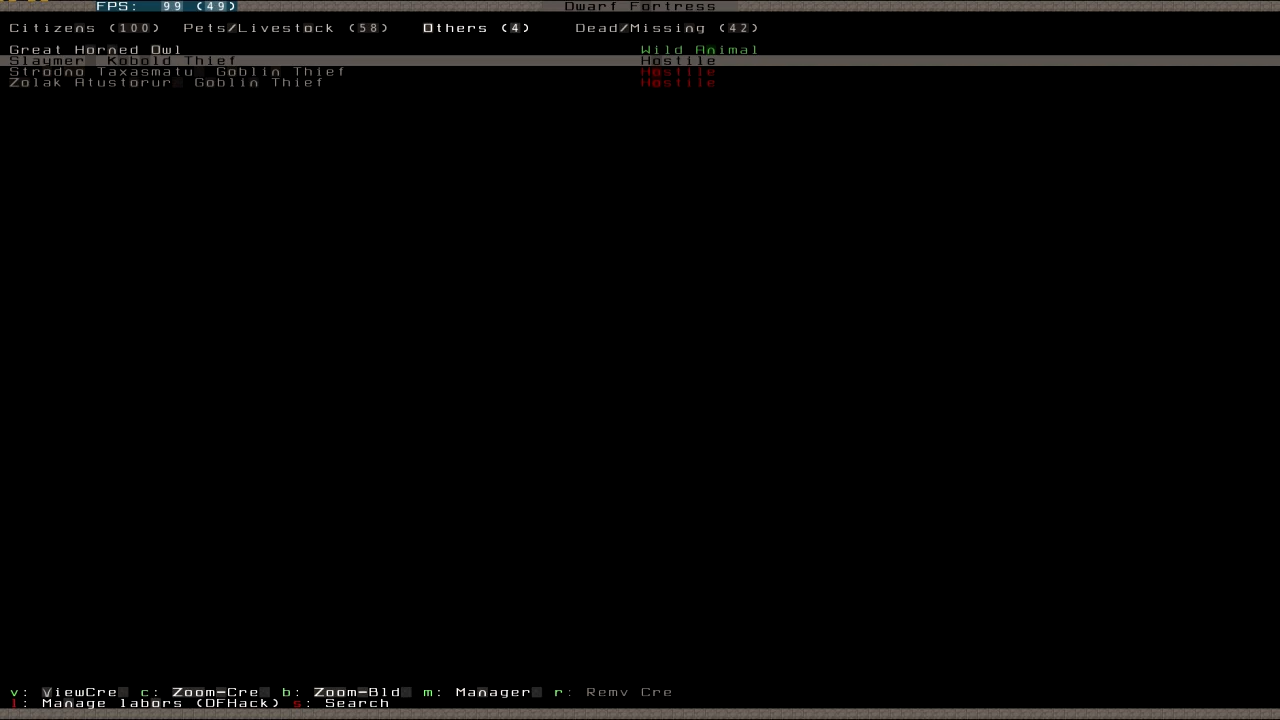 FPS: 99 (49) Dwarf Fortress
Citizens (100) Pets/Livestock (58) Others (4) Dead/Missing (42)
Great Horned Owl Wild Animal
Slaymer Kobold Thief Hostile
Strodno Taxasmatu Goblin Thief Hostile
Zolak Atustorur Goblin Thief Hostile
v: ViewCre c: Zoom-Cre b: Zoom-Bld m: Manager r: Remv Cre
l: Manage labors (DFHack) s: Search